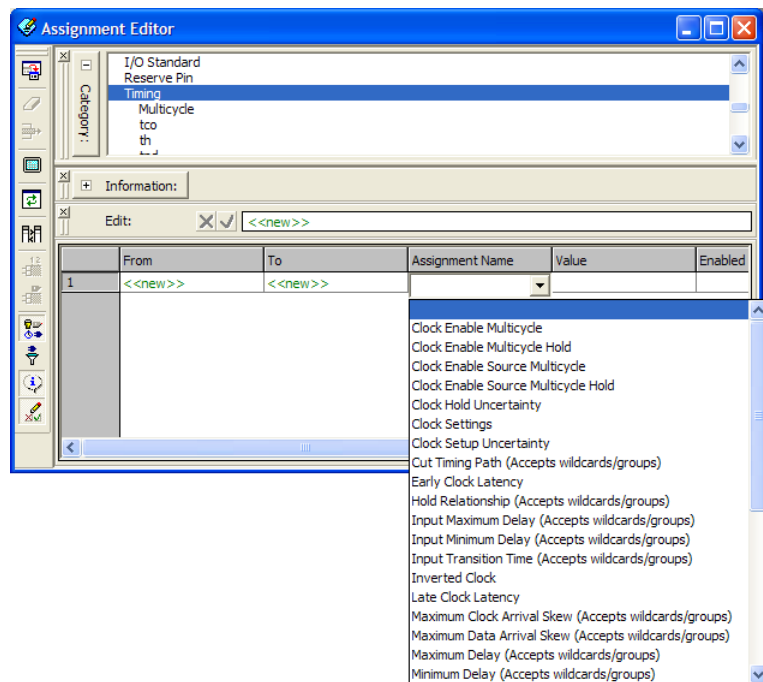 Assignment Editor
Category:
I/O Standard
Reserve Pin
Timing
Multicycle
tco
th
Information:
Edit:
<<new>>
From To Assignment Name Value Enabled
1 <<new>> <<new>>
Clock Enable Multicycle
Clock Enable Multicycle Hold
Clock Enable Source Multicycle
Clock Enable Source Multicycle Hold
Clock Hold Uncertainty
Clock Settings
Clock Setup Uncertainty
Cut Timing Path (Accepts wildcards/groups)
Early Clock Latency
Hold Relationship (Accepts wildcards/groups)
Input Maximum Delay (Accepts wildcards/groups)
Input Minimum Delay (Accepts wildcards/groups)
Input Transition Time (Accepts wildcards/groups)
Inverted Clock
Late Clock Latency
Maximum Clock Arrival Skew (Accepts wildcards/groups)
Maximum Data Arrival Skew (Accepts wildcards/groups)
Maximum Delay (Accepts wildcards/groups)
Minimum Delay (Accepts wildcards/groups)